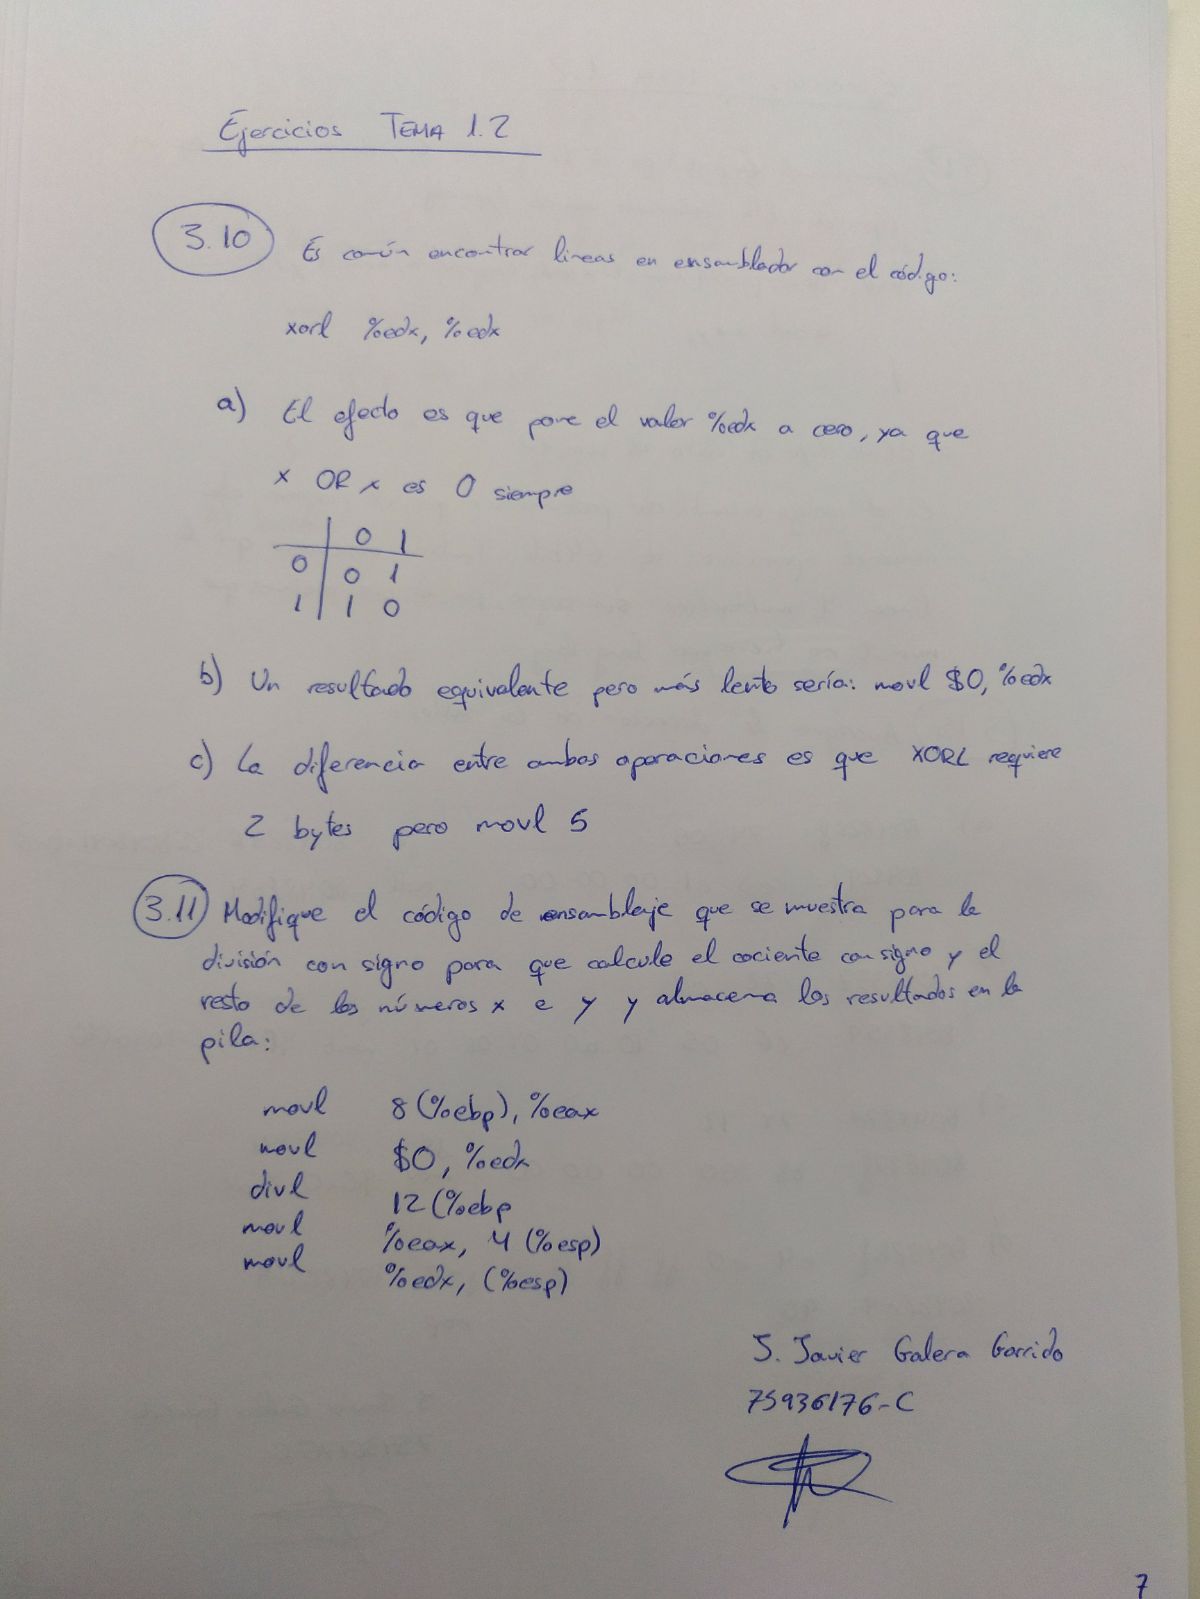 Ejercicios TEMA 1.2
3.10 Es común encontrar lineas en ensamblador con el código:
xorl %edx, %edx
a) El efecto es que pone el valor %edx a cero, ya que
x OR x es 0 siempre
0 1
0 0 1
1 1 0
b) Un resultado equivalente pero más lento sería: movl $0, %edx
c) La diferencia entre ambas operaciones es que XORL requiere
2 bytes pero movl 5
3.11 Modifique el código de ensamblaje que se muestra para la
división con signo para que calcule el cociente con signo y el
resto de los números x e y y almacena los resultados en la
pila:
movl 8(%ebp), %eax
movl $0, %edx
divl 12(%ebp
movl %eax, 4(%esp)
movl %edx, (%esp)
J. Javier Galera Garrido
75936176-C
7